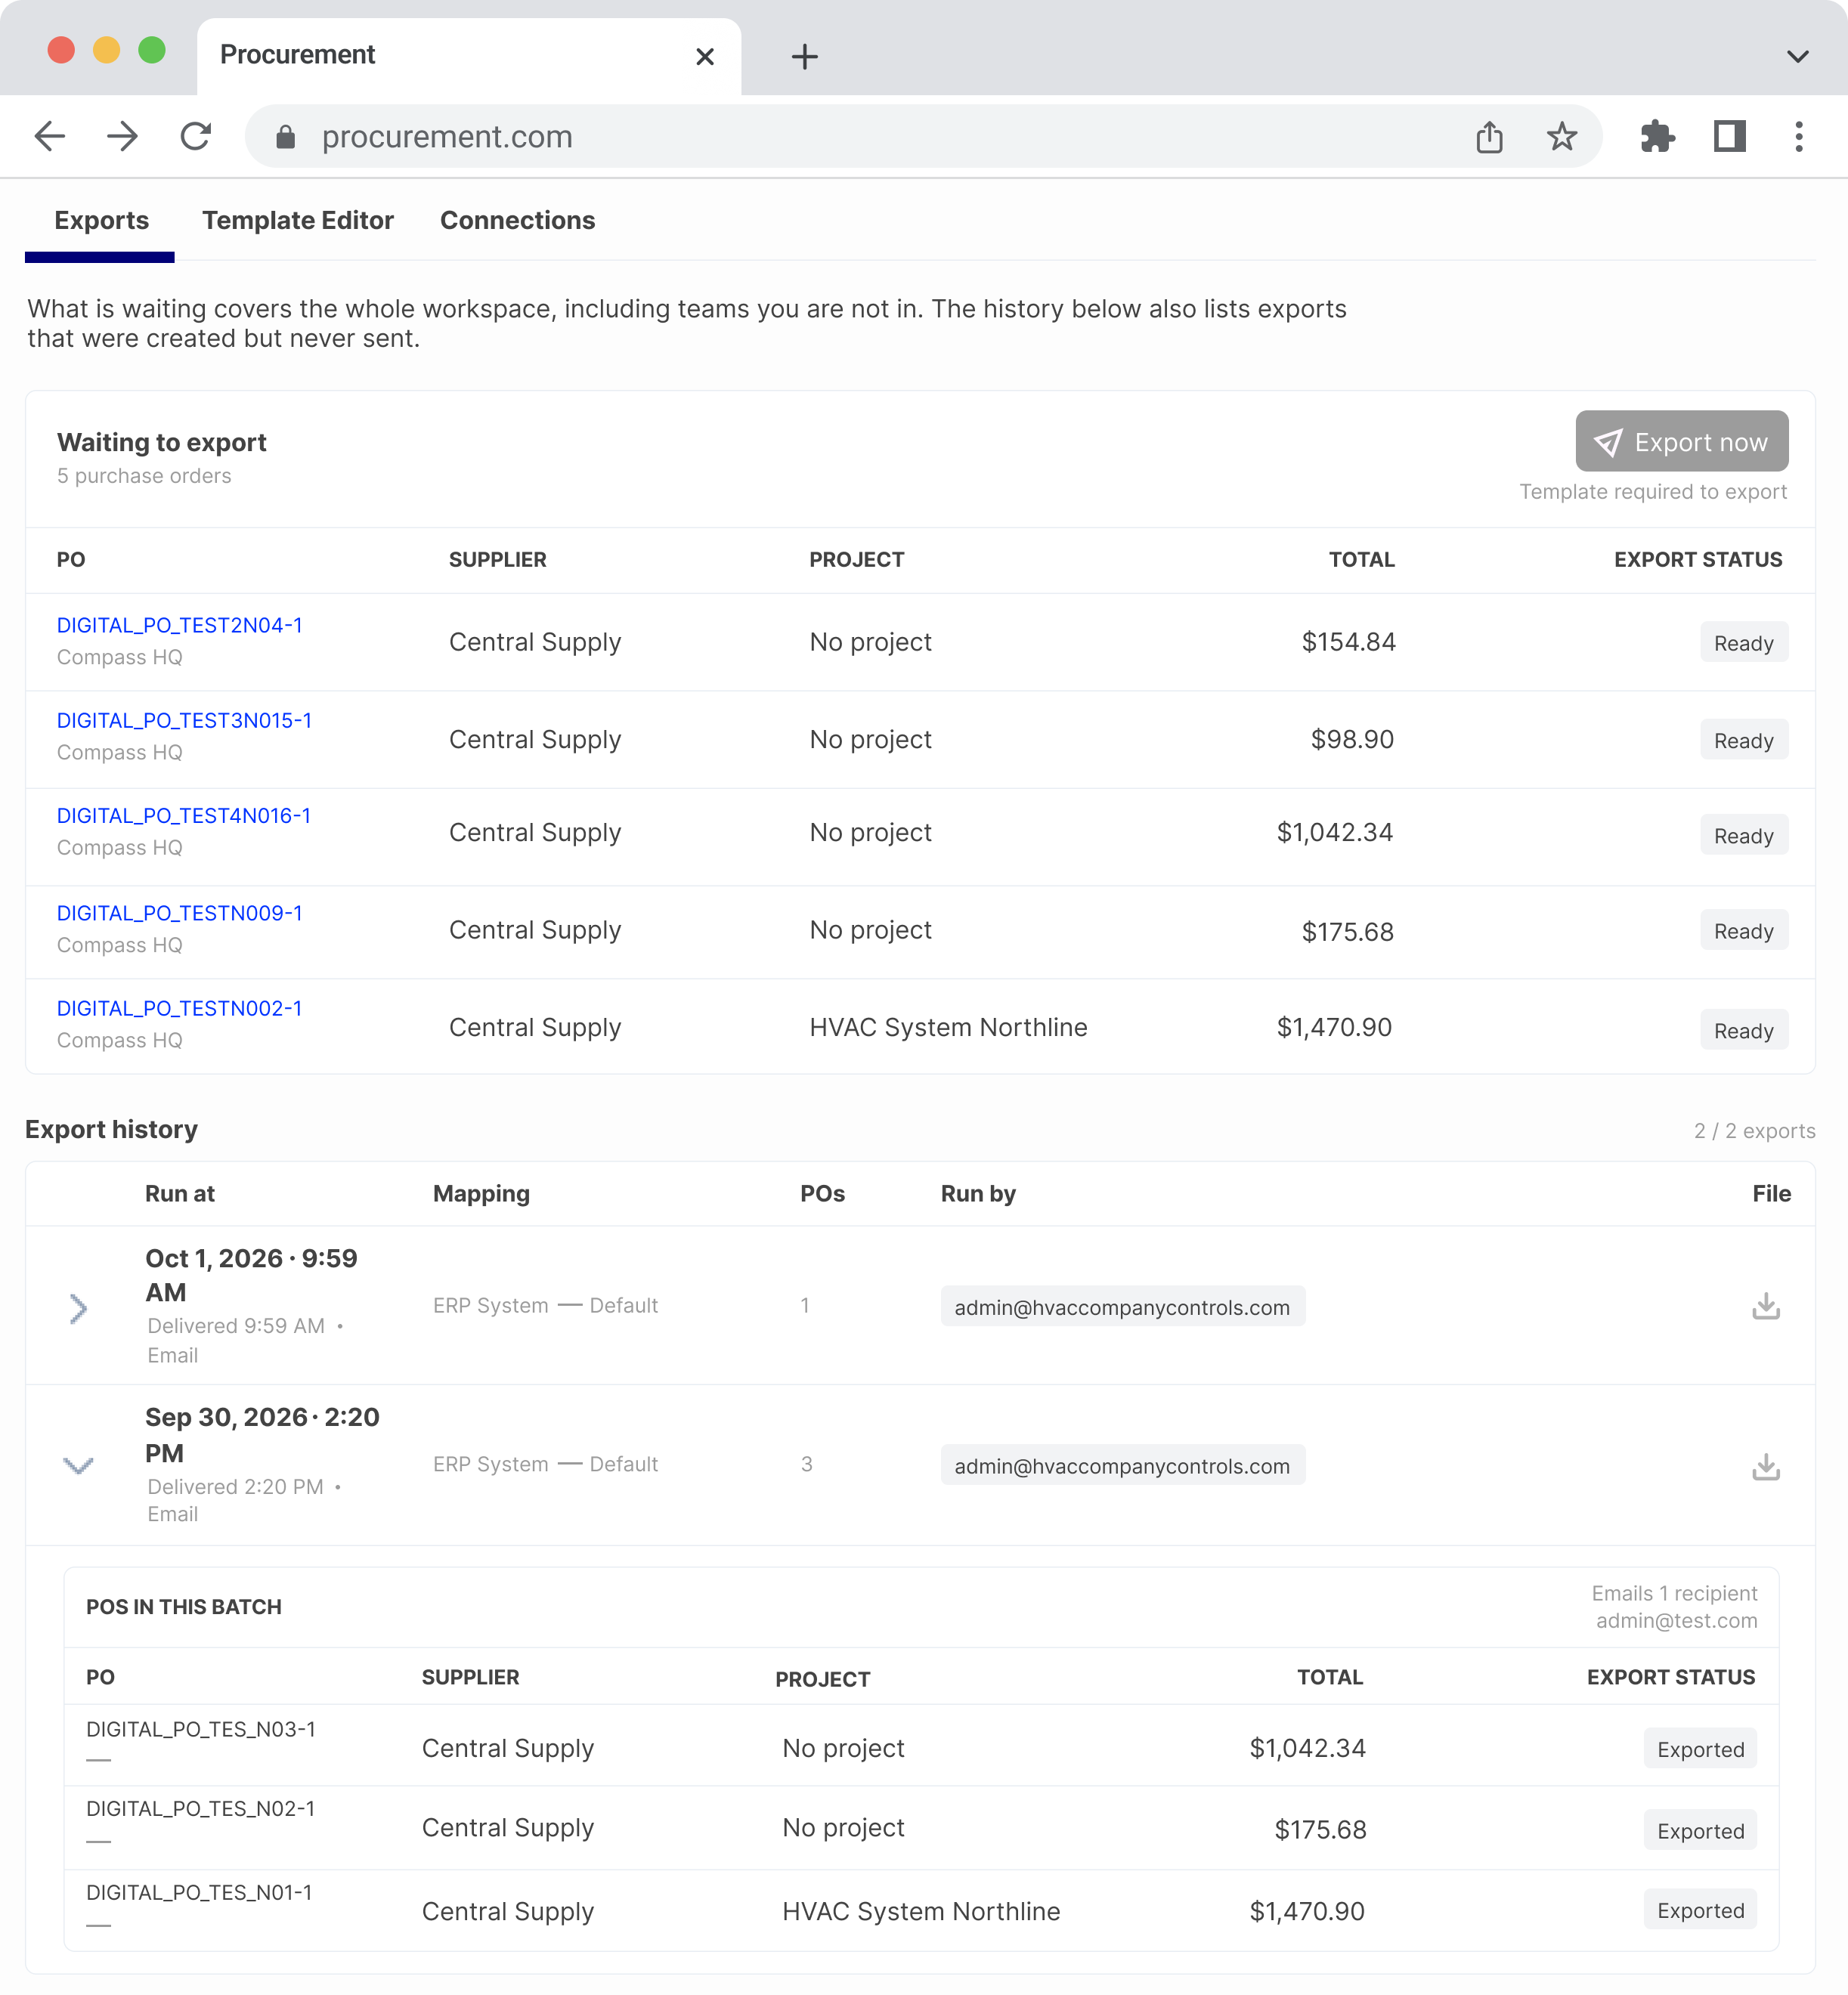 Procurement
procurement.com
Exports Template Editor Connections
What is waiting covers the whole workspace, including teams you are not in. The history below also lists exports
that were created but never sent.
Waiting to export
5 purchase orders
Export now
Template required to export
PO SUPPLIER PROJECT TOTAL EXPORT STATUS
DIGITAL_PO_TEST2N04-1
Compass HQ
Central Supply No project $154.84 Ready
DIGITAL_PO_TEST3N015-1
Compass HQ
Central Supply No project $98.90 Ready
DIGITAL_PO_TEST4N016-1
Compass HQ
Central Supply No project $1,042.34 Ready
DIGITAL_PO_TESTN009-1
Compass HQ
Central Supply No project $175.68 Ready
DIGITAL_PO_TESTN002-1
Compass HQ
Central Supply HVAC System Northline $1,470.90 Ready
Export history
2 / 2 exports
Run at Mapping POs Run by File
Oct 1, 2026 · 9:59
AM
Delivered 9:59 AM •
Email
ERP System — Default 1 admin@hvaccompanycontrols.com
Sep 30, 2026 · 2:20
PM
Delivered 2:20 PM •
Email
ERP System — Default 3 admin@hvaccompanycontrols.com
POS IN THIS BATCH
Emails 1 recipient
admin@test.com
PO SUPPLIER PROJECT TOTAL EXPORT STATUS
DIGITAL_PO_TES_N03-1
—
Central Supply No project $1,042.34 Exported
DIGITAL_PO_TES_N02-1
—
Central Supply No project $175.68 Exported
DIGITAL_PO_TES_N01-1
—
Central Supply HVAC System Northline $1,470.90 Exported